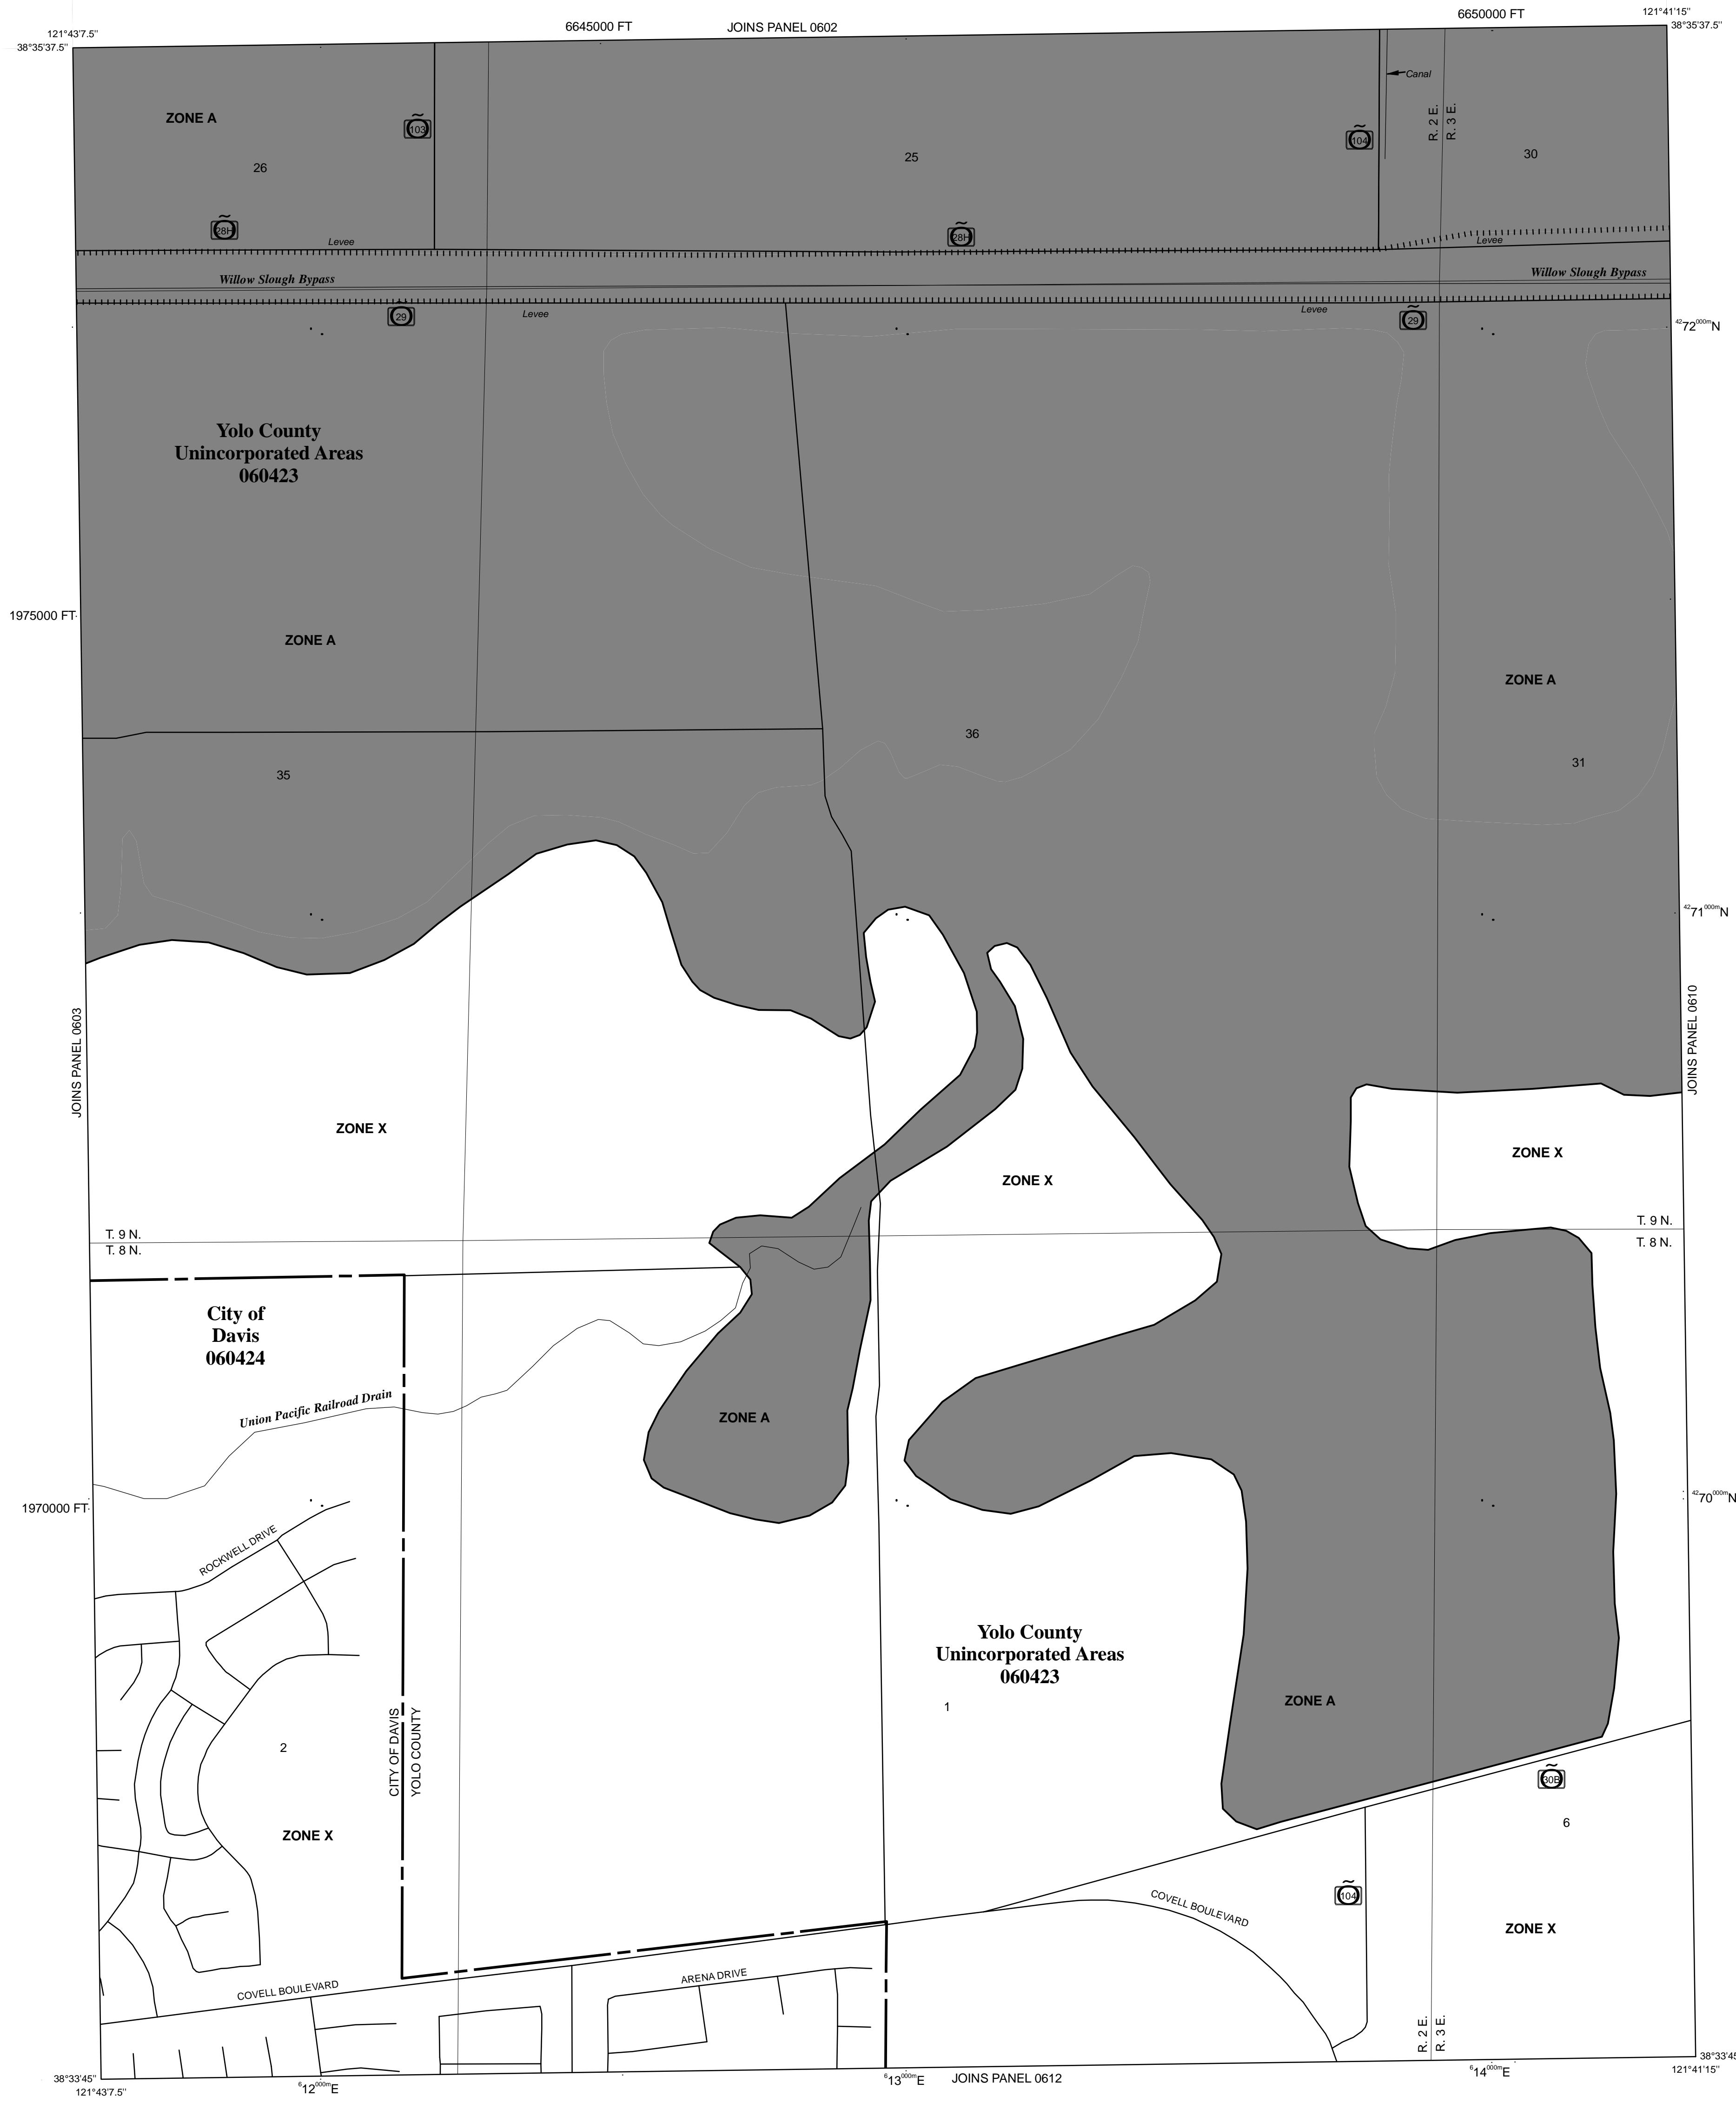 6645000 FT
JOINS PANEL 0602
6650000 FT
121°41'15"
121°437.5"
38°35'37.5"
38°35'37.5"
Canal
ZONE A
103
104
R. 2 E.
R. 3 E.
26
25
30
28H
28H
Levee
Levee
Willow Slough Bypass
Willow Slough Bypass
29
Levee
Levee
29
4272000mN
Yolo County
Unincorporated Areas
060423
1975000 FT
ZONE A
ZONE A
36
35
31
4271000mN
JOINS PANEL 0603
JOINS PANEL 0610
ZONE X
ZONE X
ZONE X
T. 9 N.
T. 8 N.
T. 9 N.
T. 8 N.
City of
Davis
060424
Union Pacific Railroad Drain
ZONE A
1970000 FT
4270000mN
ROCKWELL DRIVE
Yolo County
Unincorporated Areas
060423
1
ZONE A
CITY OF DAVIS
YOLO COUNTY
2
30B
6
ZONE X
104
COVELL BOULEVARD
ZONE X
COVELL BOULEVARD
ARENA DRIVE
R. 2 E.
R. 3 E.
38°33'45"
38°33'45"
121°437.5"
612000mE
613000mE
JOINS PANEL 0612
614000mE
121°41'15"